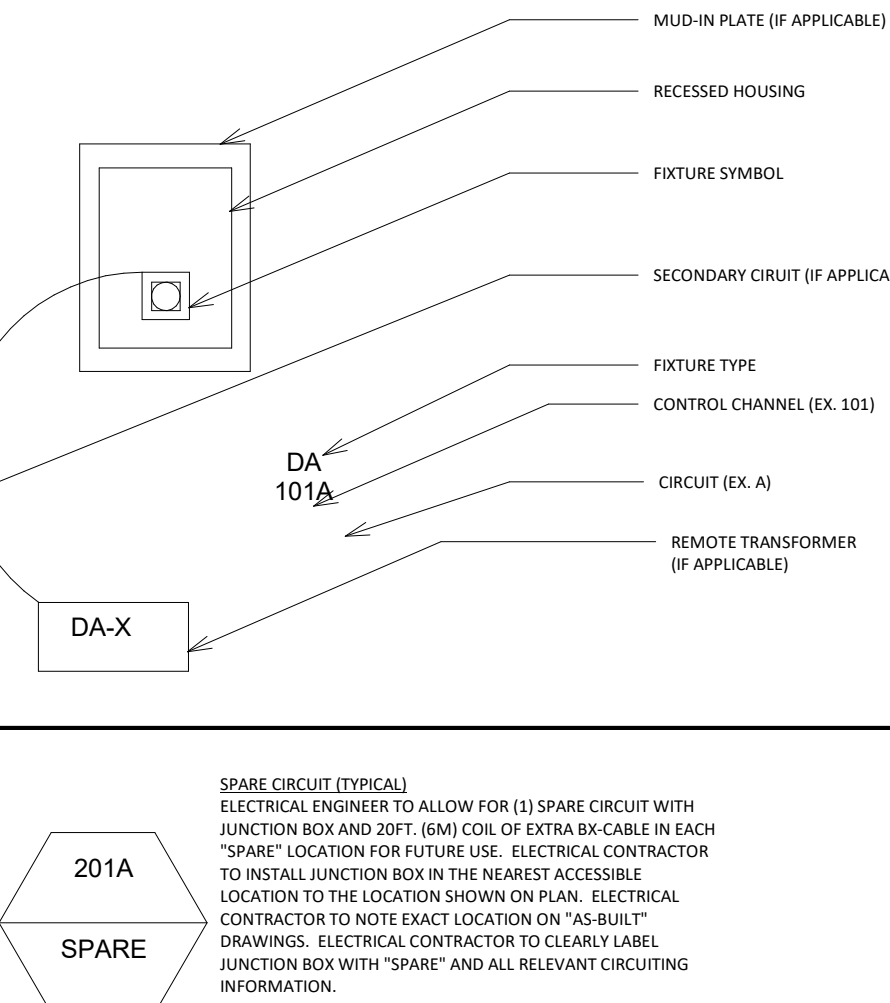 MUD-IN PLATE (IF APPLICABLE)
RECESSED HOUSING
FIXTURE SYMBOL
SECONDARY CIRUIT (IF APPLICA
FIXTURE TYPE
CONTROL CHANNEL (EX. 101)
DA
101A
CIRCUIT (EX. A)
REMOTE TRANSFORMER
(IF APPLICABLE)
DA-X
201A
SPARE
SPARE CIRCUIT (TYPICAL)
ELECTRICAL ENGINEER TO ALLOW FOR (1) SPARE CIRCUIT WITH
JUNCTION BOX AND 20FT. (6M) COIL OF EXTRA BX-CABLE IN EACH
"SPARE" LOCATION FOR FUTURE USE.  ELECTRICAL CONTRACTOR
TO INSTALL JUNCTION BOX IN THE NEAREST ACCESSIBLE
LOCATION TO THE LOCATION SHOWN ON PLAN.  ELECTRICAL
CONTRACTOR TO NOTE EXACT LOCATION ON "AS-BUILT"
DRAWINGS.  ELECTRICAL CONTRACTOR TO CLEARLY LABEL
JUNCTION BOX WITH "SPARE" AND ALL RELEVANT CIRCUITING
INFORMATION.